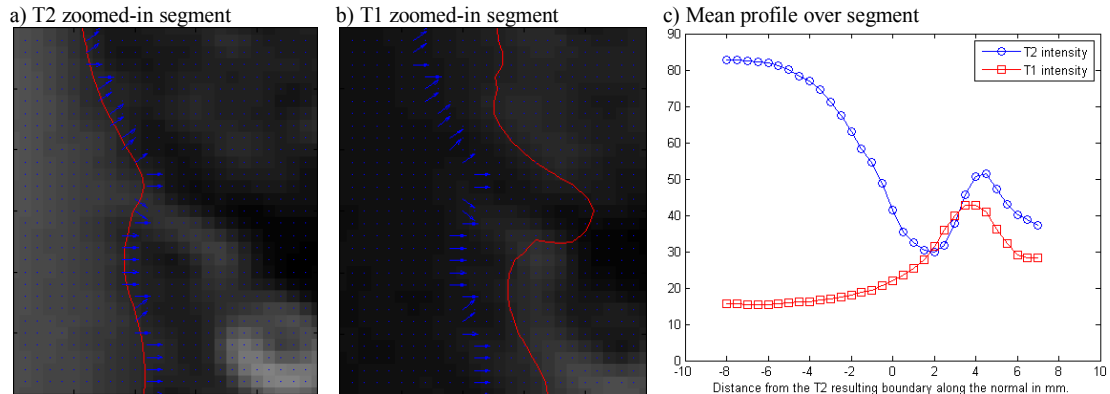 a) T2 zoomed-in segment
b) T1 zoomed-in segment
c) Mean profile over segment
90
80
70
60
50
40
30
20
10
0
T2 intensity
T1 intensity
-10 -8 -6 -4 -2 0 2 4 6 8 10
Distance from the T2 resulting boundary along the normal in mm.